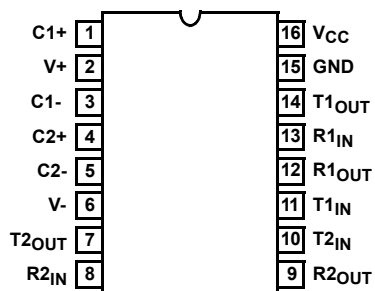 C1+ 1 16 VCC
V+ 2 15 GND
C1- 3 14 T1OUT
C2+ 4 13 R1IN
C2- 5 12 R1OUT
V- 6 11 T1IN
T2OUT 7 10 T2IN
R2IN 8 9 R2OUT